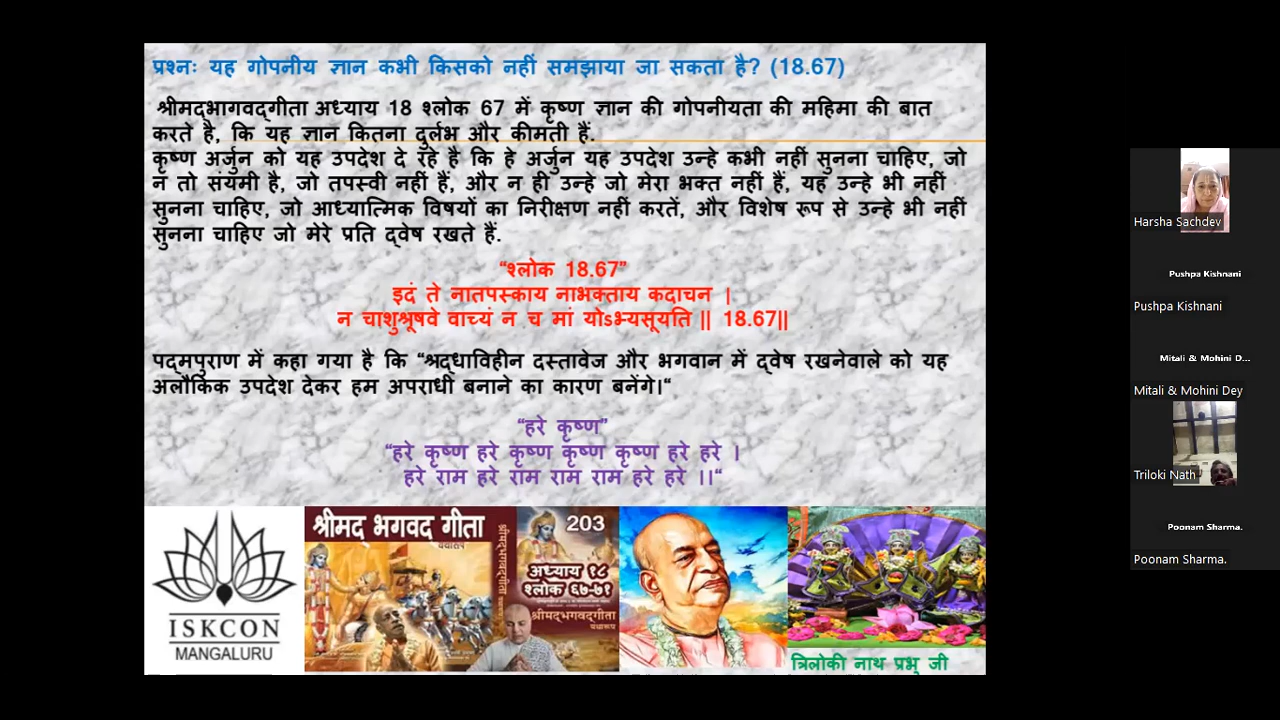 प्रश्नः यह गोपनीय ज्ञान कभी किसको नहीं समझाया जा सकता है? (18.67)
श्रीमद्भागवद्गीता अध्याय 18 श्लोक 67 में कृष्ण ज्ञान की गोपनीयता की महिमा की बात
करते है, कि यह ज्ञान कितना दुर्लभ और कीमती हैं.
कृष्ण अर्जुन को यह उपदेश दे रहे है कि हे अर्जुन यह उपदेश उन्हे कभी नहीं सुनना चाहिए, जो
न तो संयमी है, जो तपस्वी नहीं हैं, और न ही उन्हे जो मेरा भक्त नहीं हैं, यह उन्हे भी नहीं
सुनना चाहिए, जो आध्यात्मिक विषयों का निरीक्षण नहीं करतें, और विशेष रूप से उन्हे भी नहीं
सुनना चाहिए जो मेरे प्रति द्वेष रखते हैं.
“श्लोक 18.67”
इदं ते नातपस्काय नाभक्ताय कदाचन |
न चाशुश्रूषवे वाच्यं न च मां योऽभ्यसूयति || 18.67||
पद्मपुराण में कहा गया है कि “श्रद्धाविहीन दस्तावेज और भगवान में द्वेष रखनेवाले को यह
अलौकिक उपदेश देकर हम अपराधी बनाने का कारण बनेंगे।“
“हरे कृष्ण”
“हरे कृष्ण हरे कृष्ण कृष्ण कृष्ण हरे हरे ।
हरे राम हरे राम राम राम हरे हरे ।।“
ISKCON
MANGALURU
श्रीमद भगवद गीता
यथारूप
203
अध्याय १८
श्लोक ६७-७१
श्रीमद्भगवद्गीता
यथारूप
त्रिलोकी नाथ प्रभु जी
Harsha Sachdev
Pushpa Kishnani
Pushpa Kishnani
Mitali & Mohini D...
Mitali & Mohini Dey
Triloki Nath
Poonam Sharma.
Poonam Sharma.